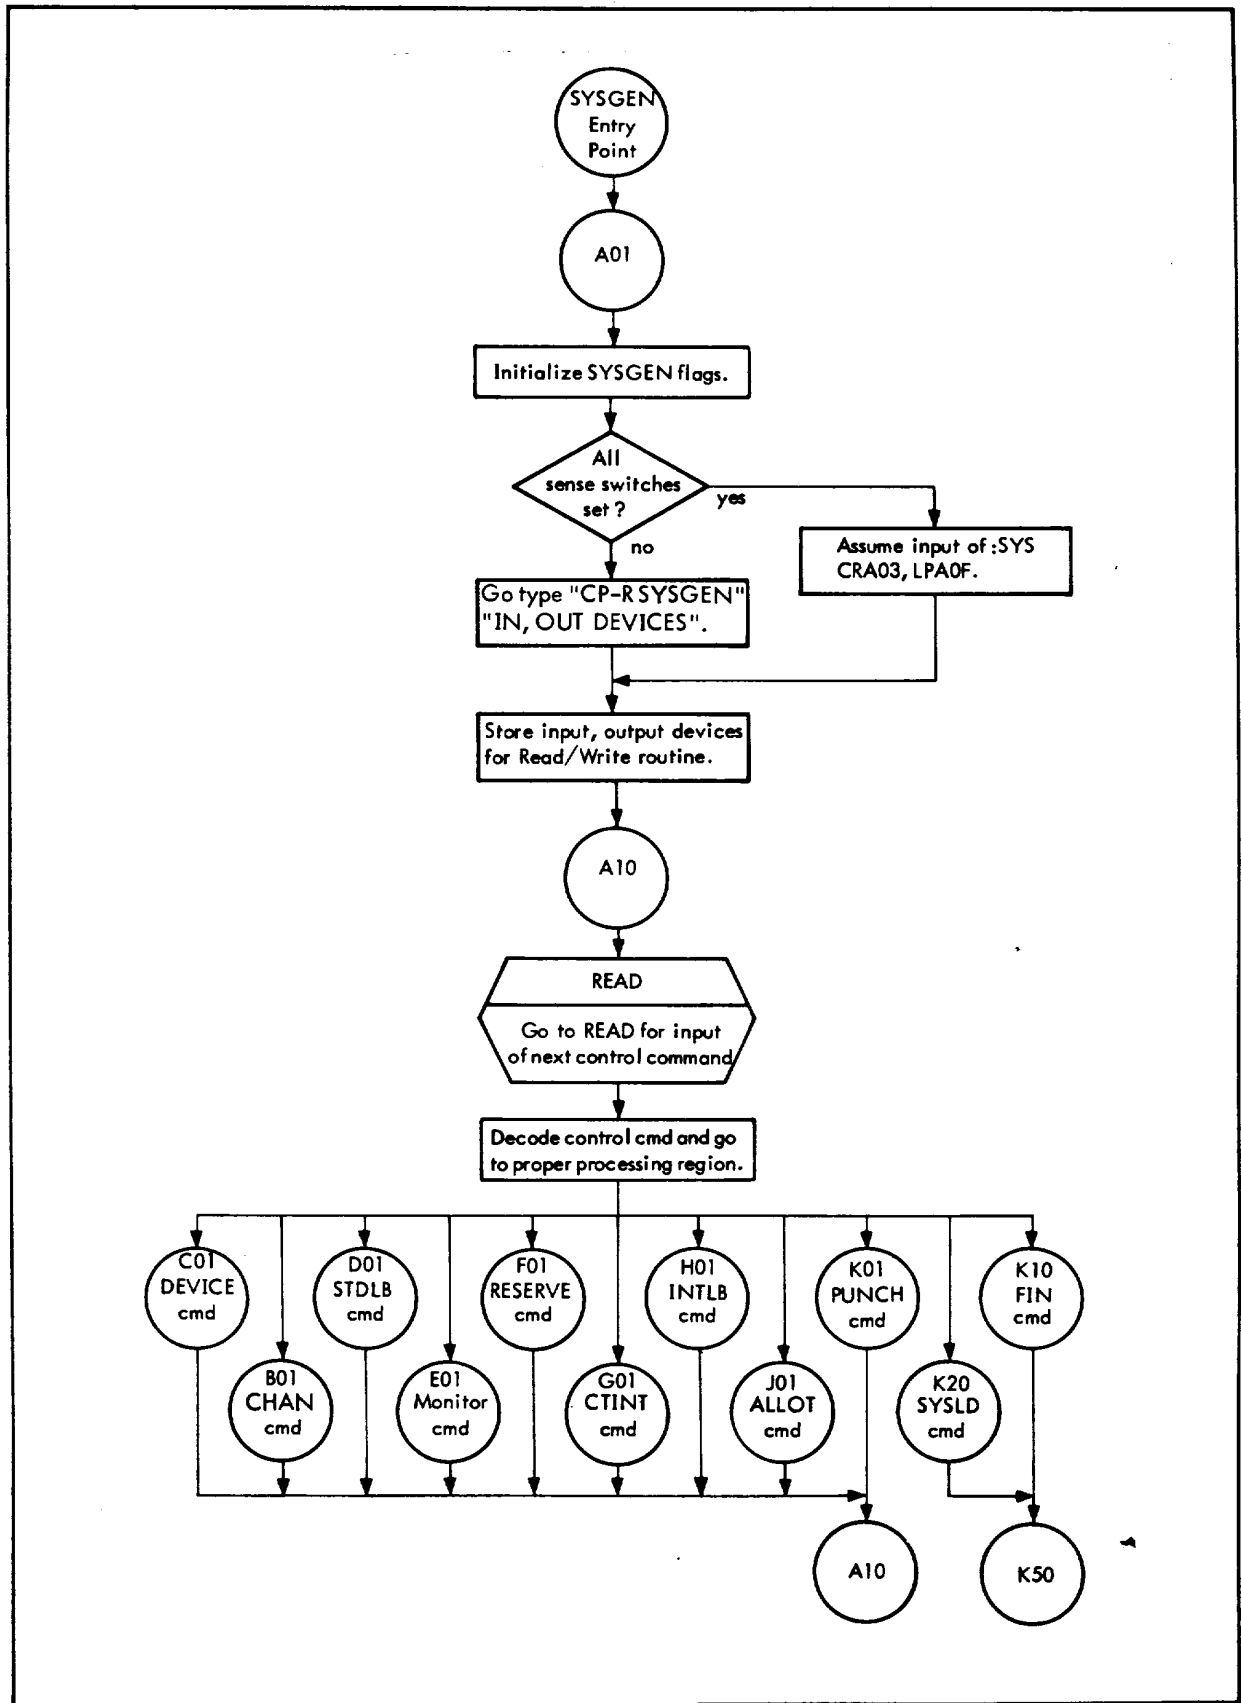 SYSGEN
Entry
Point
A01
Initialize SYSGEN flags.
All
sense switches
set ?
yes
no
Assume input of :SYS
CRA03, LPA0F.
Go type "CP-R SYSGEN"
"IN, OUT DEVICES".
Store input, output devices
for Read/Write routine.
A10
READ
Go to READ for input
of next control command
Decode control cmd and go
to proper processing region.
C01
DEVICE
cmd
D01
STDLB
cmd
F01
RESERVE
cmd
H01
INTLB
cmd
K01
PUNCH
cmd
K10
FIN
cmd
B01
CHAN
cmd
E01
Monitor
cmd
G01
CTINT
cmd
J01
ALLOT
cmd
K20
SYSLD
cmd
A10
K50